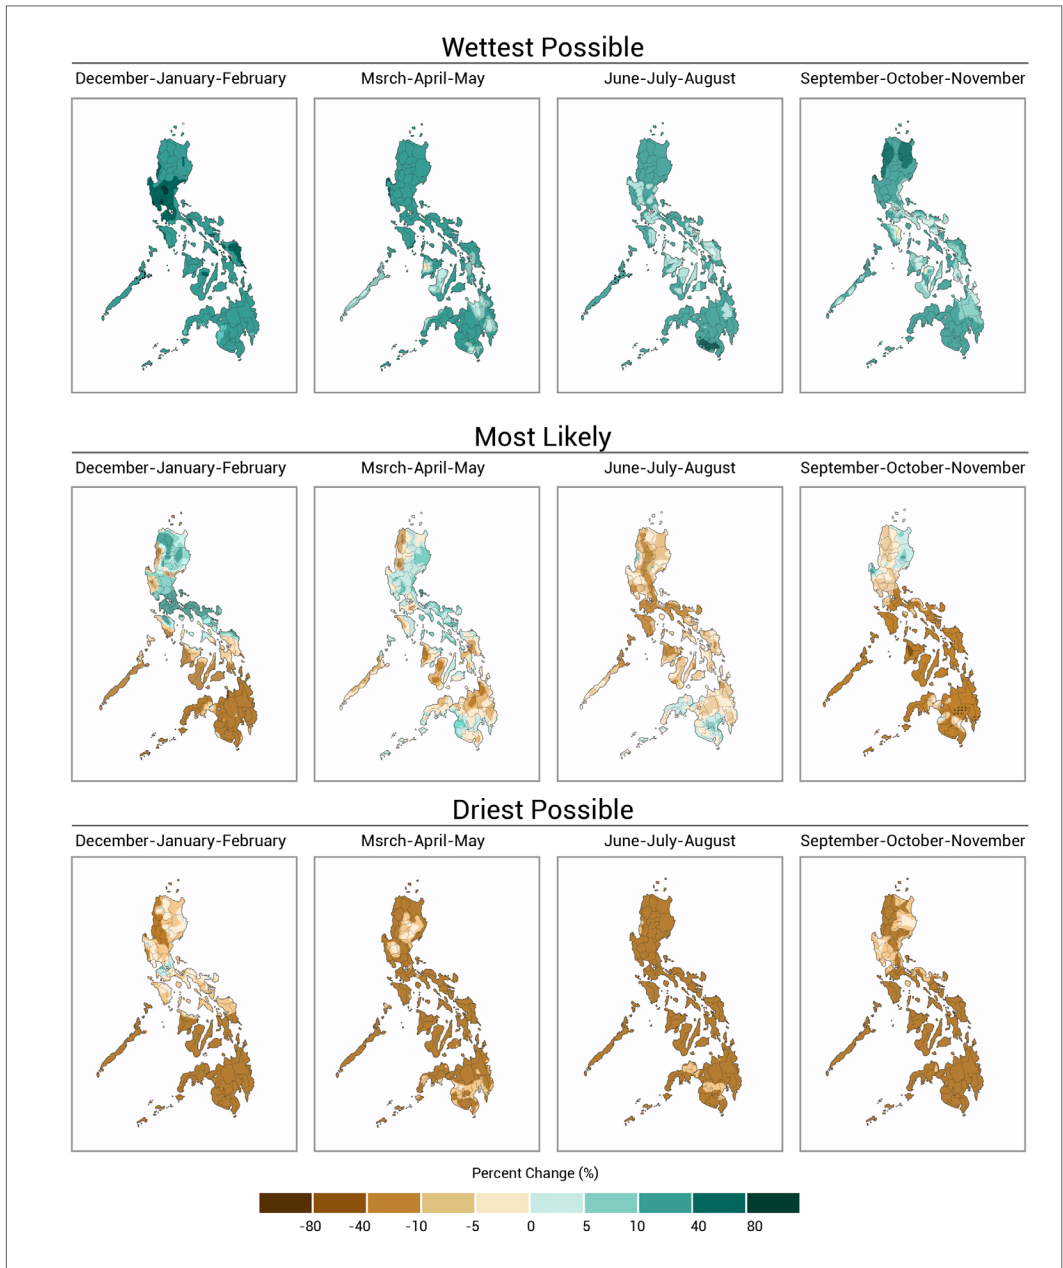 Wettest Possible
December-January-February Msrch-April-May June-July-August September-October-November
Most Likely
December-January-February Msrch-April-May June-July-August September-October-November
Driest Possible
December-January-February Msrch-April-May June-July-August September-October-November
Percent Change (%)
-80 -40 -10 -5 0 5 10 40 80